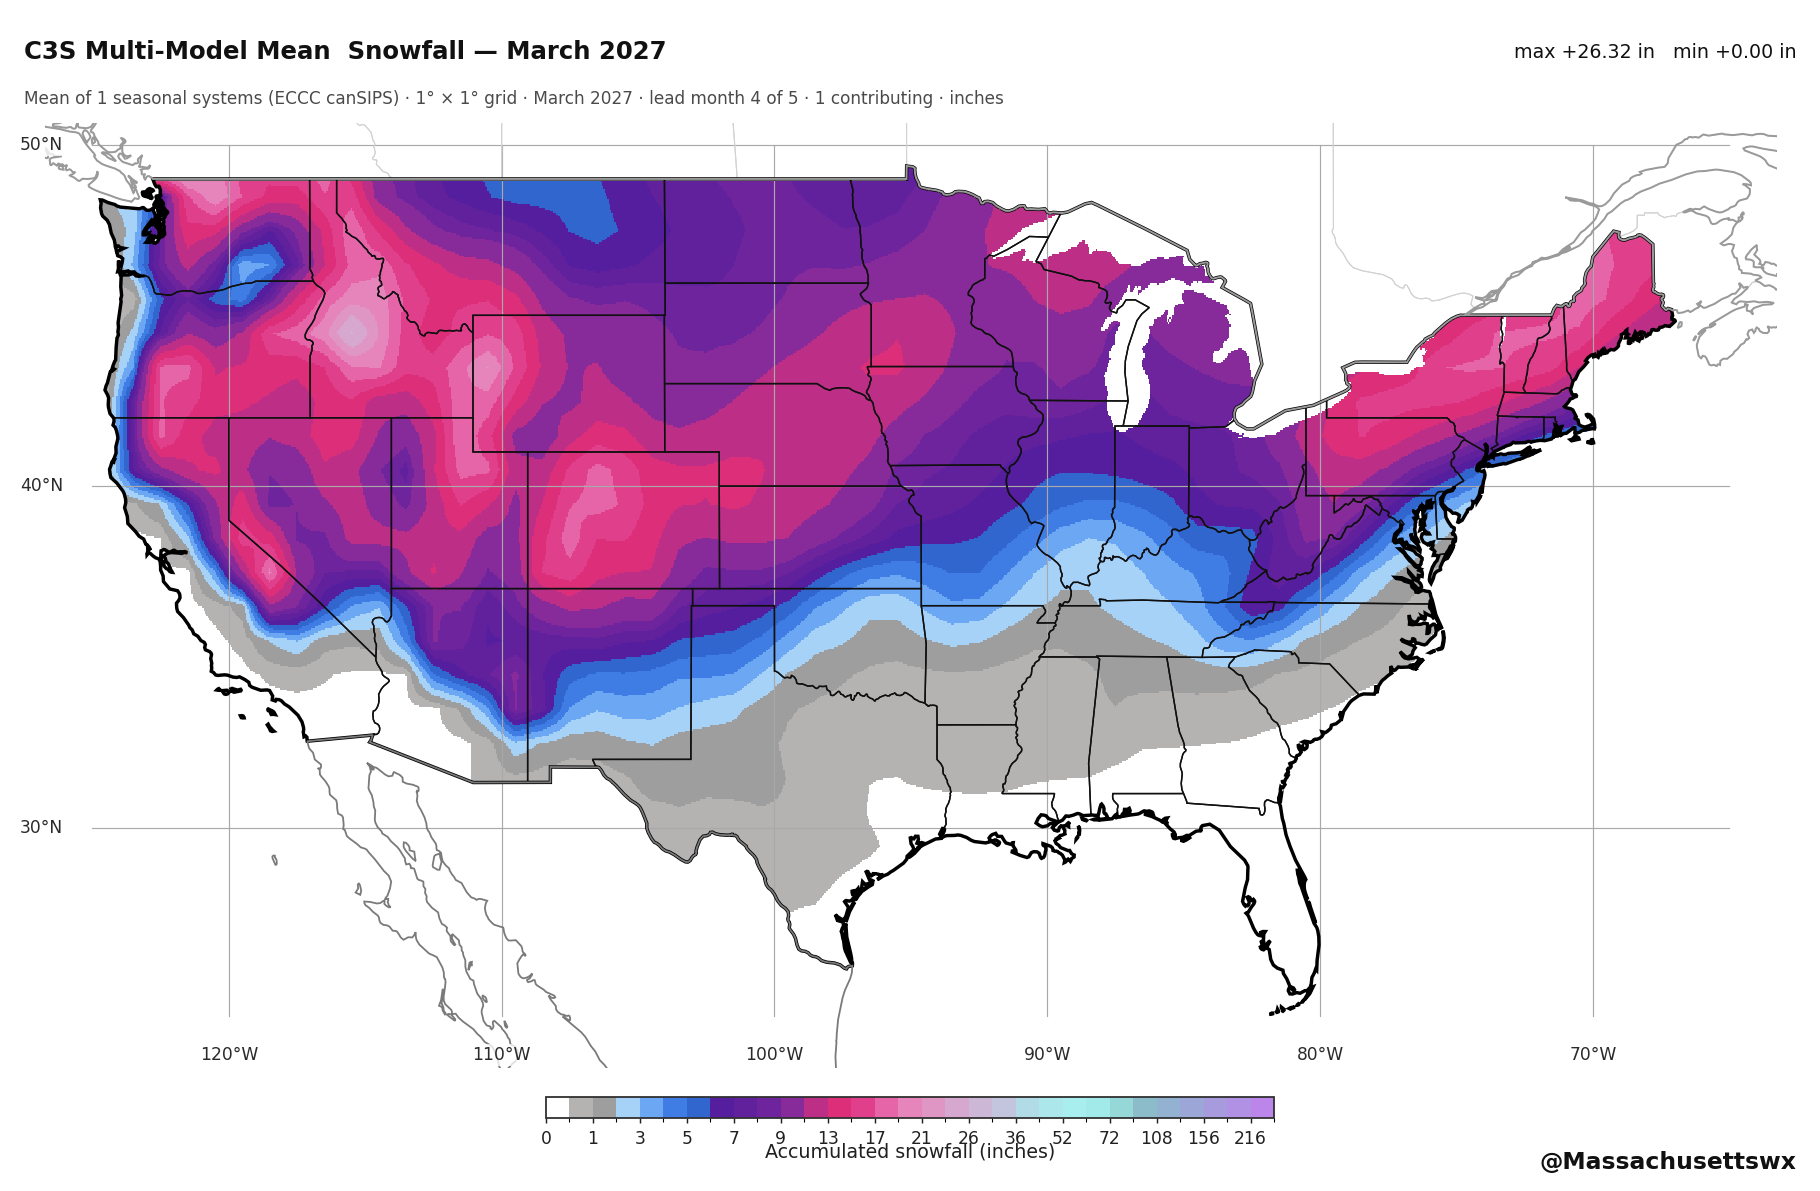 C3S Multi-Model Mean  Snowfall — March 2027
max +26.32 in   min +0.00 in
Mean of 1 seasonal systems (ECCC canSIPS) · 1° × 1° grid · March 2027 · lead month 4 of 5 · 1 contributing · inches
50°N
40°N
30°N
120°W 110°W 100°W 90°W 80°W 70°W
0 1 3 5 7 9 13 17 21 26 36 52 72 108 156 216
Accumulated snowfall (inches)
@Massachusettswx